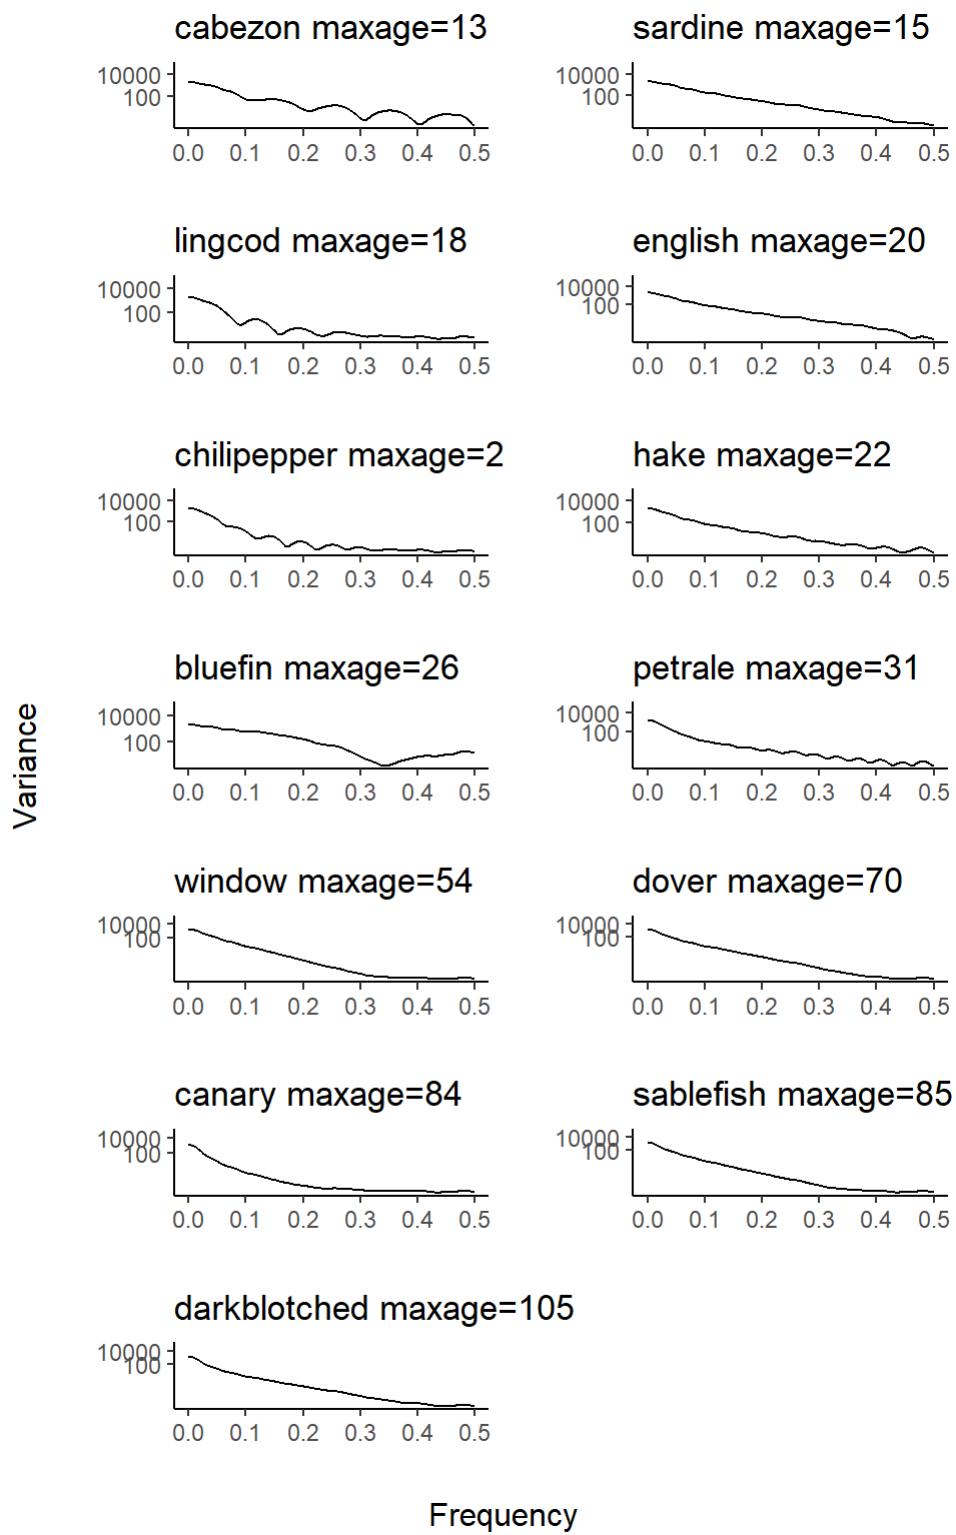 cabezon maxage=13
10000
100
0.0 0.1 0.2 0.3 0.4 0.5
sardine maxage=15
10000
100
0.0 0.1 0.2 0.3 0.4 0.5
lingcod maxage=18
10000
100
0.0 0.1 0.2 0.3 0.4 0.5
english maxage=20
10000
100
0.0 0.1 0.2 0.3 0.4 0.5
chilipepper maxage=2
10000
100
0.0 0.1 0.2 0.3 0.4 0.5
hake maxage=22
10000
100
0.0 0.1 0.2 0.3 0.4 0.5
bluefin maxage=26
10000
100
0.0 0.1 0.2 0.3 0.4 0.5
petrale maxage=31
10000
100
0.0 0.1 0.2 0.3 0.4 0.5
Variance
window maxage=54
10000
100
0.0 0.1 0.2 0.3 0.4 0.5
dover maxage=70
10000
100
0.0 0.1 0.2 0.3 0.4 0.5
canary maxage=84
10000
100
0.0 0.1 0.2 0.3 0.4 0.5
sablefish maxage=85
10000
100
0.0 0.1 0.2 0.3 0.4 0.5
darkblotched maxage=105
10000
100
0.0 0.1 0.2 0.3 0.4 0.5
Frequency